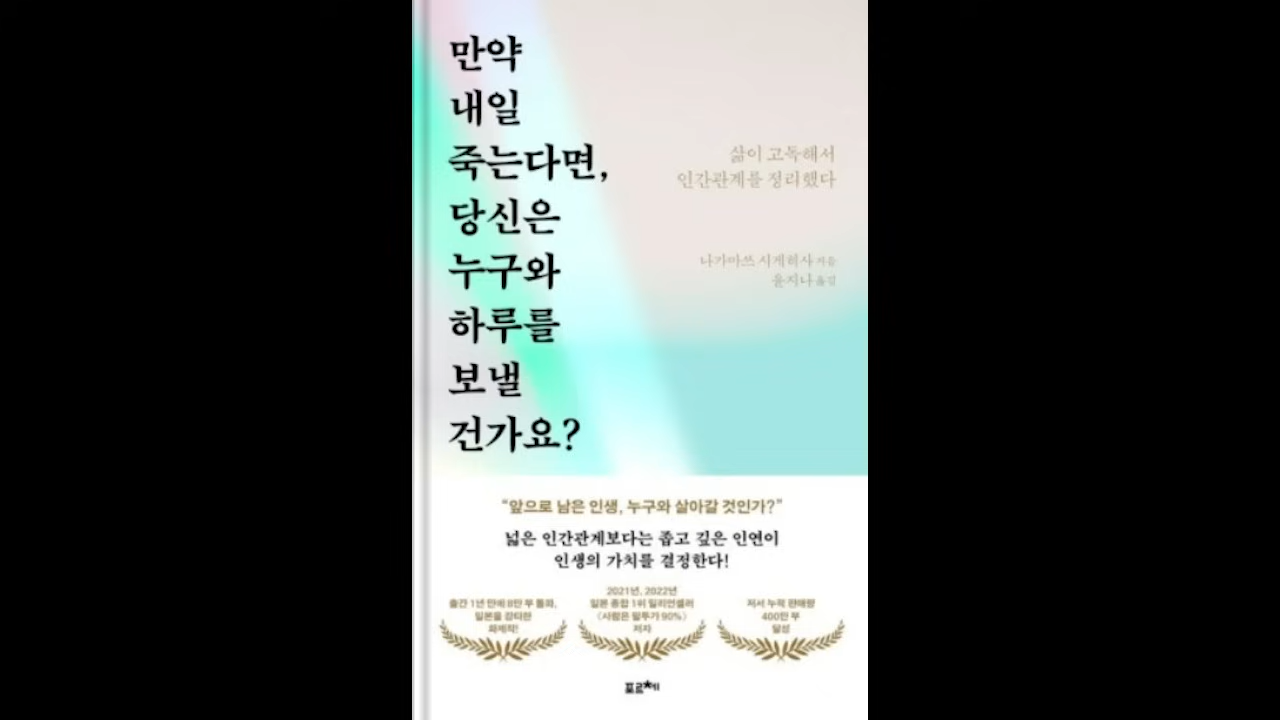 만약
내일
죽는다면,
당신은
누구와
하루를
보낼
건가요?
삶이 고독해서
인간관계를 정리했다
나가마쓰 시게히사 지음
윤지나 옮김
“앞으로 남은 인생, 누구와 살아갈 것인가?”
넓은 인간관계보다는 좁고 깊은 인연이
인생의 가치를 결정한다!
출간 1년 만에 8만 부 돌파,
일본을 강타한
화제작!
2021년, 2022년
일본 종합 1위 밀리언셀러
〈사람은 말투가 90%〉
저자
저서 누적 판매량
400만 부
달성
포르체